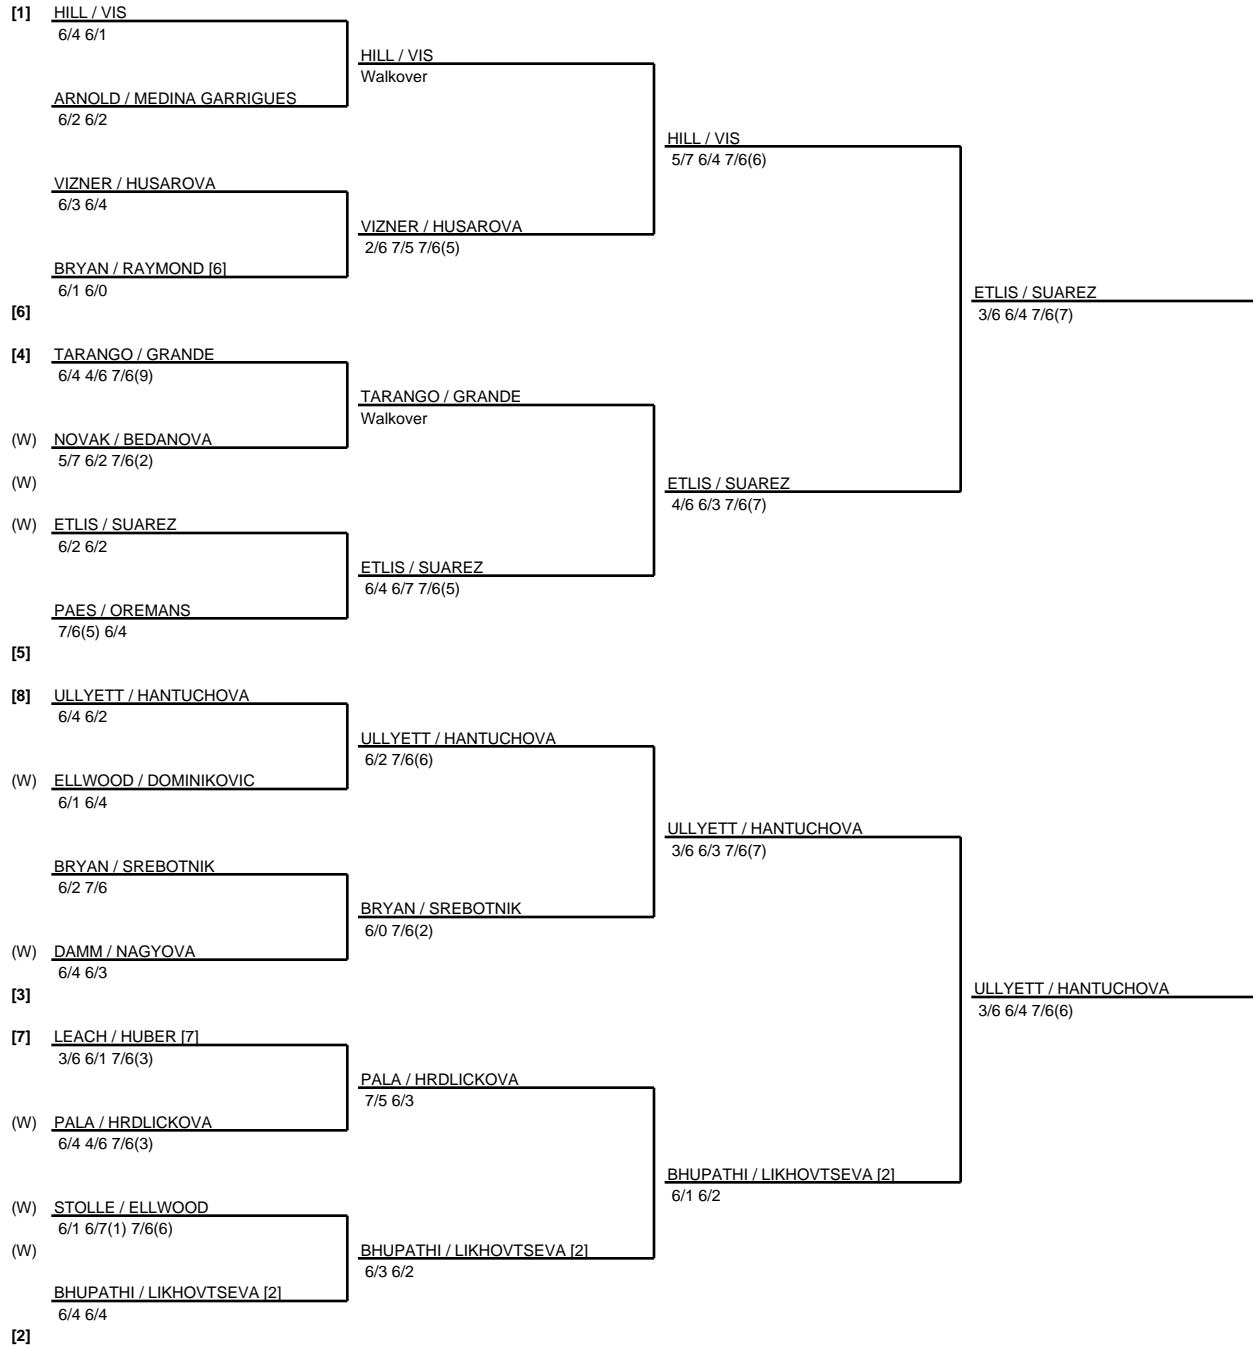 [1] HILL / VIS
6/4 6/1
HILL / VIS
Walkover
ARNOLD / MEDINA GARRIGUES
6/2 6/2
HILL / VIS
5/7 6/4 7/6(6)
VIZNER / HUSAROVA
6/3 6/4
VIZNER / HUSAROVA
2/6 7/5 7/6(5)
BRYAN / RAYMOND [6]
6/1 6/0
ETLIS / SUAREZ
3/6 6/4 7/6(7)
[6]
[4] TARANGO / GRANDE
6/4 4/6 7/6(9)
TARANGO / GRANDE
Walkover
(W) NOVAK / BEDANOVA
5/7 6/2 7/6(2)
(W)
ETLIS / SUAREZ
4/6 6/3 7/6(7)
(W) ETLIS / SUAREZ
6/2 6/2
ETLIS / SUAREZ
6/4 6/7 7/6(5)
PAES / OREMANS
7/6(5) 6/4
[5]
[8] ULLYETT / HANTUCHOVA
6/4 6/2
ULLYETT / HANTUCHOVA
6/2 7/6(6)
(W) ELLWOOD / DOMINIKOVIC
6/1 6/4
ULLYETT / HANTUCHOVA
3/6 6/3 7/6(7)
BRYAN / SREBOTNIK
6/2 7/6
BRYAN / SREBOTNIK
6/0 7/6(2)
(W) DAMM / NAGYOVA
6/4 6/3
[3]
ULLYETT / HANTUCHOVA
3/6 6/4 7/6(6)
[7] LEACH / HUBER [7]
3/6 6/1 7/6(3)
PALA / HRDLICKOVA
7/5 6/3
(W) PALA / HRDLICKOVA
6/4 4/6 7/6(3)
BHUPATHI / LIKHOVTSEVA [2]
6/1 6/2
(W) STOLLE / ELLWOOD
6/1 6/7(1) 7/6(6)
(W)
BHUPATHI / LIKHOVTSEVA [2]
6/3 6/2
BHUPATHI / LIKHOVTSEVA [2]
6/4 6/4
[2]